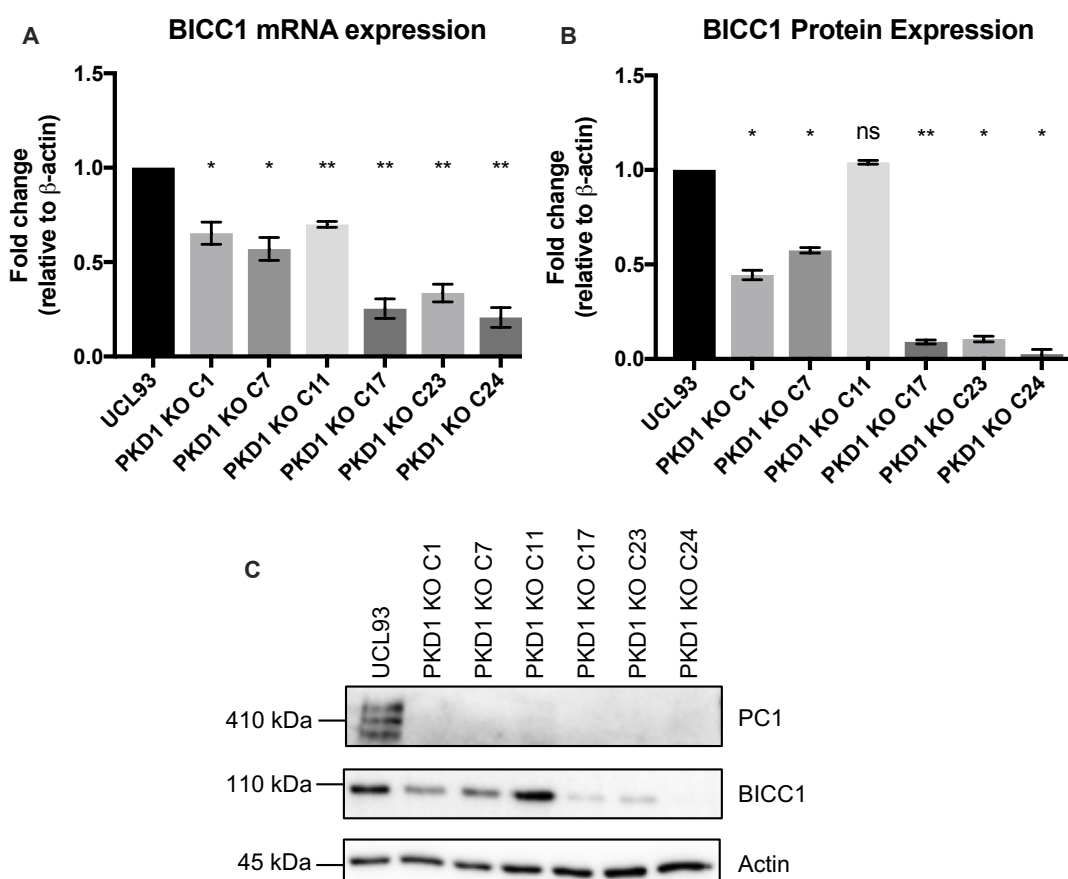 A
BICC1 mRNA expression
Fold change
(relative to β-actin)
1.5
1.0
0.5
0.0
* * ** ** ** **
UCL93
PKD1 KO C1
PKD1 KO C7
PKD1 KO C11
PKD1 KO C17
PKD1 KO C23
PKD1 KO C24
B
BICC1 Protein Expression
Fold change
(relative to β-actin)
1.5
1.0
0.5
0.0
* * ns ** * *
UCL93
PKD1 KO C1
PKD1 KO C7
PKD1 KO C11
PKD1 KO C17
PKD1 KO C23
PKD1 KO C24
C
UCL93
PKD1 KO C1
PKD1 KO C7
PKD1 KO C11
PKD1 KO C17
PKD1 KO C23
PKD1 KO C24
410 kDa
PC1
110 kDa
BICC1
45 kDa
Actin